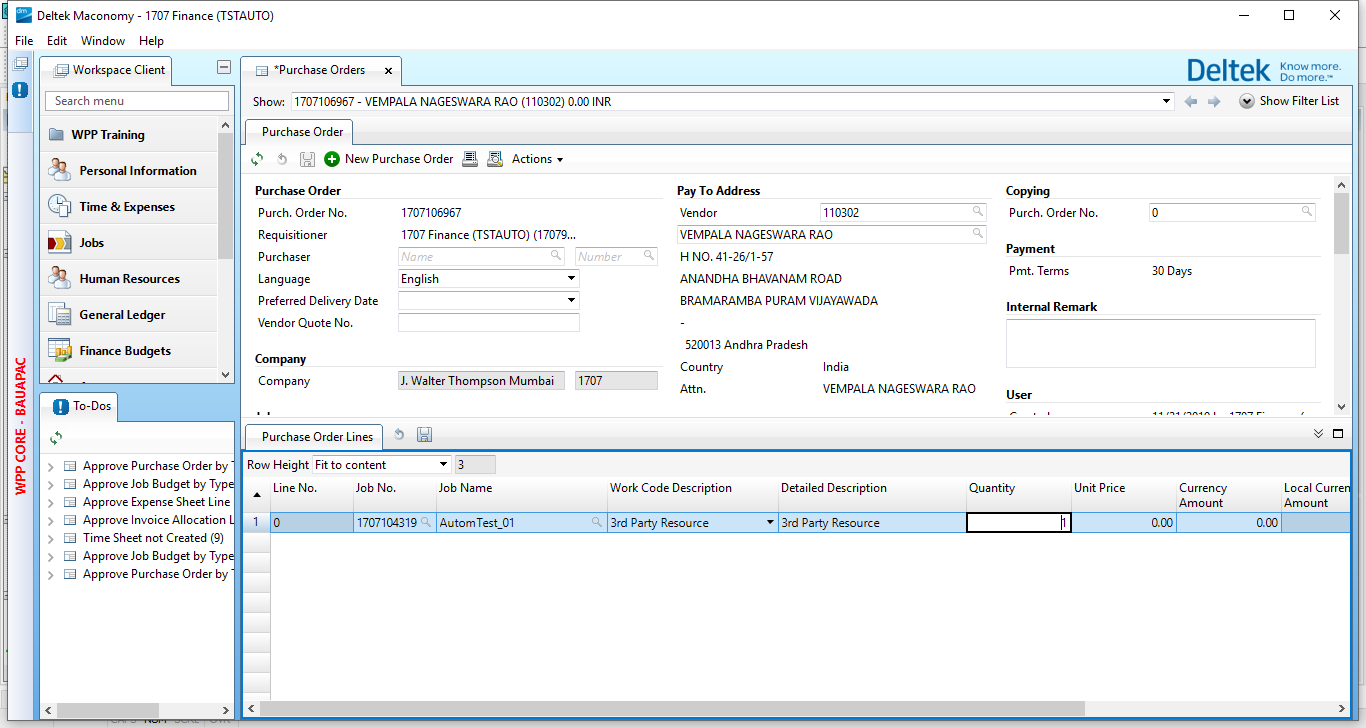 Deltek Maconomy - 1707 Finance (TSTAUTO)
File Edit Window Help
WPP CORE - BAUAPAC
Workspace Client
Search menu
WPP Training
Personal Information
Time & Expenses
Jobs
Human Resources
General Ledger
Finance Budgets
To-Dos
Approve Purchase Order by
Approve Job Budget by Type
Approve Expense Sheet Line
Approve Invoice Allocation L
Time Sheet not Created (9)
Approve Job Budget by Type
Approve Purchase Order by
*Purchase Orders
Deltek Know more.
Do more.™
Show: 1707106967 - VEMPALA NAGESWARA RAO (110302) 0.00 INR
Show Filter List
Purchase Order
New Purchase Order Actions
Purchase Order
Purch. Order No. 1707106967
Requisitioner 1707 Finance (TSTAUTO) (17079...
Purchaser Name Number
Language English
Preferred Delivery Date
Vendor Quote No.
Company
Company J. Walter Thompson Mumbai 1707
Pay To Address
Vendor 110302
VEMPALA NAGESWARA RAO
H NO. 41-26/1-57
ANANDHA BHAVANAM ROAD
BRAMARAMBA PURAM VIJAYAWADA
-
520013 Andhra Pradesh
Country India
Attn. VEMPALA NAGESWARA RAO
Copying
Purch. Order No. 0
Payment
Pmt. Terms 30 Days
Internal Remark
User
Purchase Order Lines
Row Height Fit to content 3
Line No. Job No. Job Name Work Code Description Detailed Description Quantity Unit Price Currency Amount Local Curren Amount
1 0 1707104319 AutomTest_01 3rd Party Resource 3rd Party Resource 1 0.00 0.00